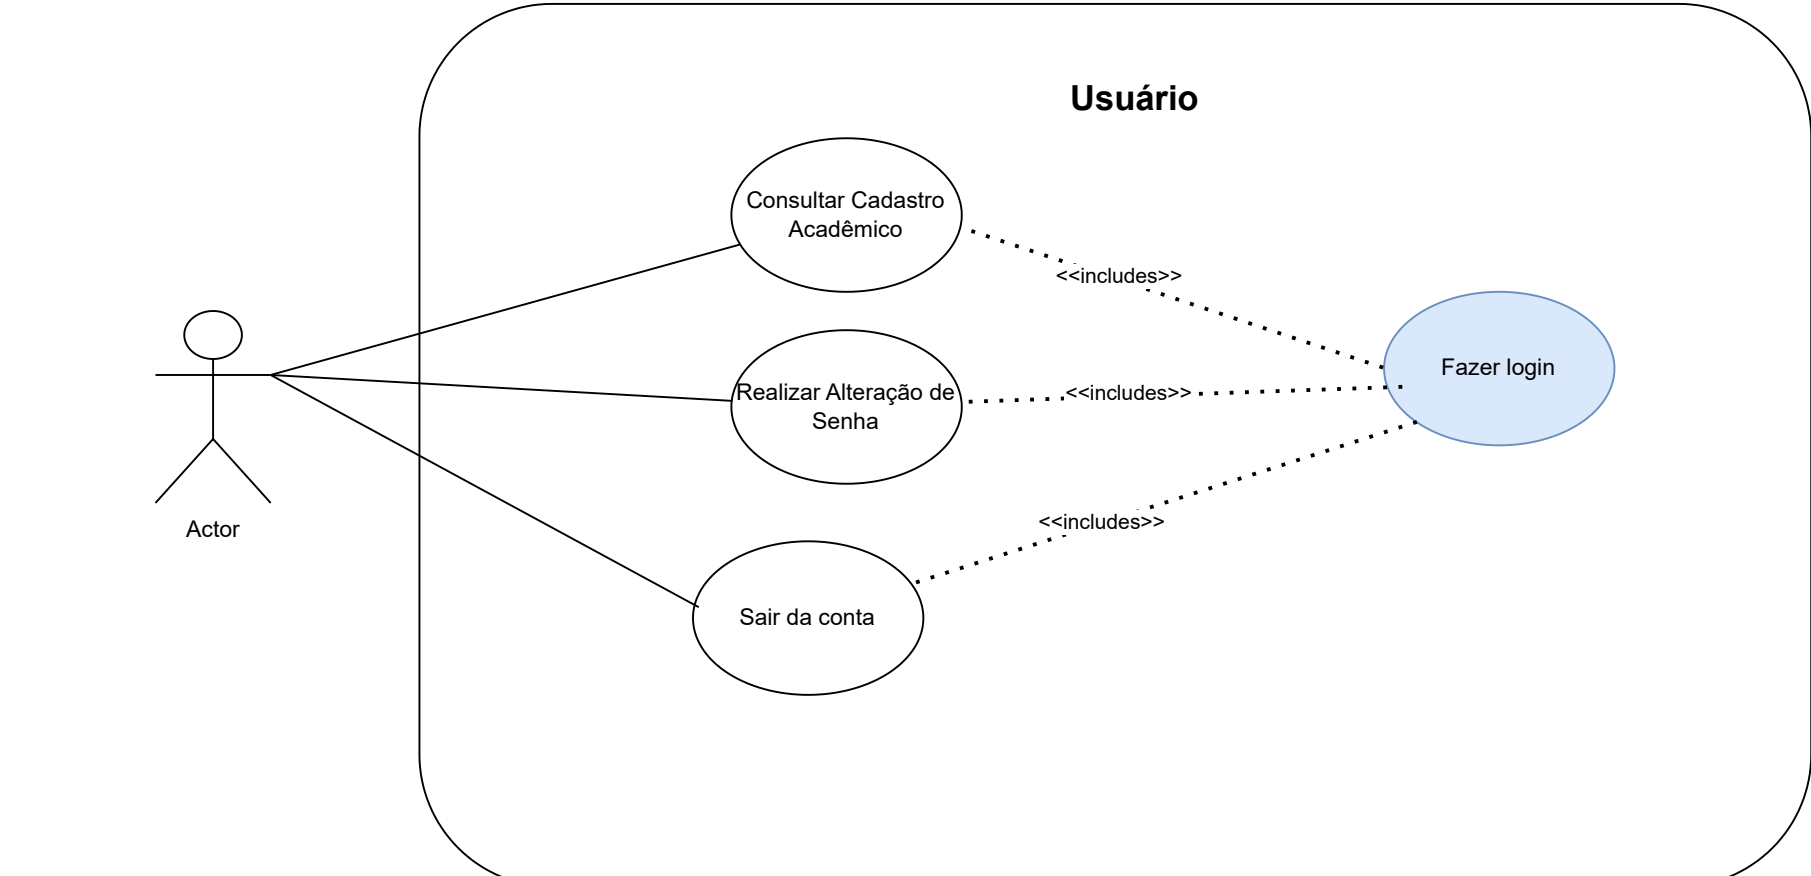 Usuário
Consultar Cadastro
Acadêmico
<<includes>>
Fazer login
Realizar Alteração de
Senha
<<includes>>
Actor
<<includes>>
Sair da conta